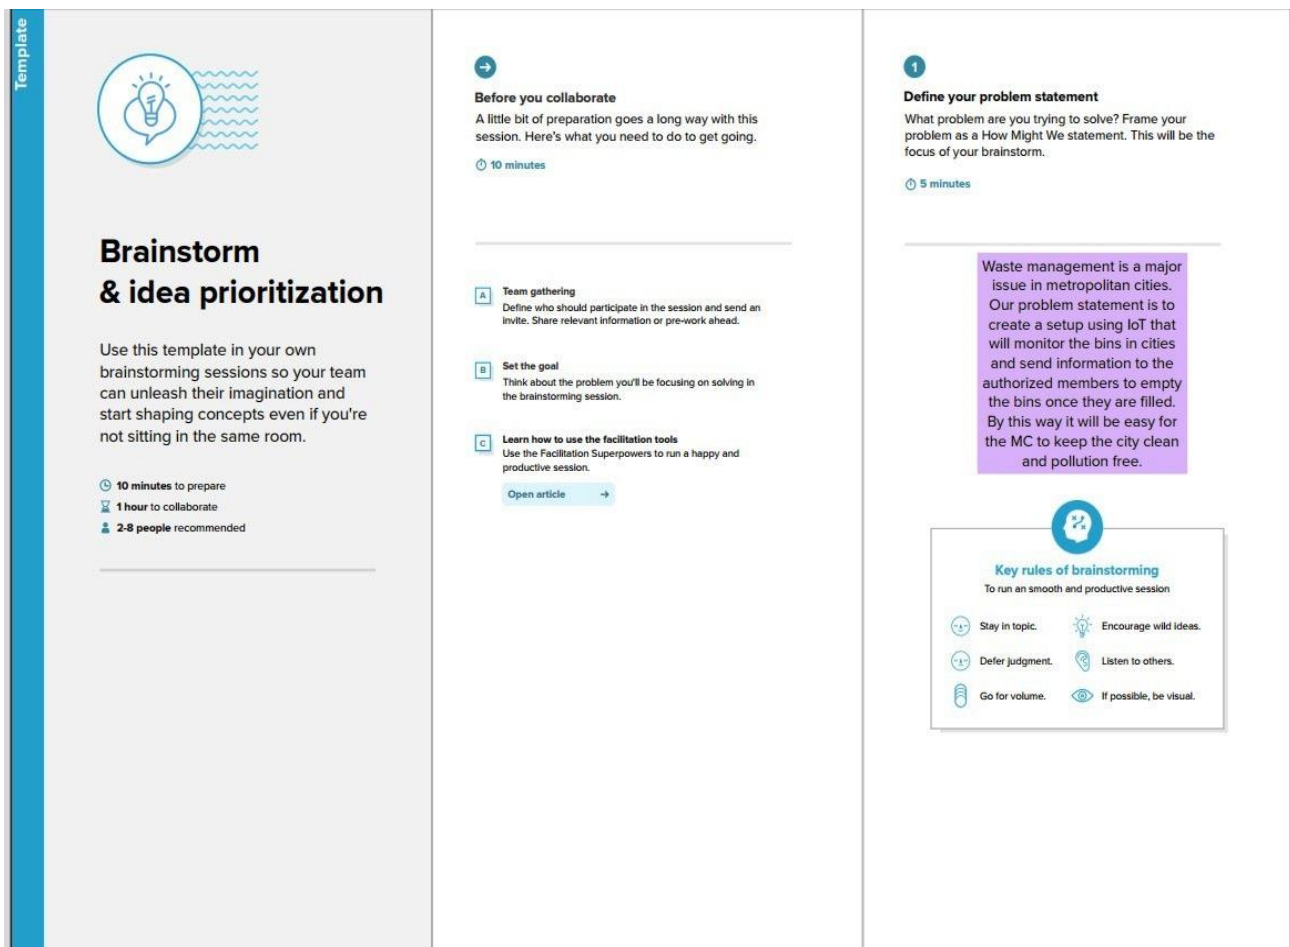 Template
Brainstorm
& idea prioritization
Use this template in your own
brainstorming sessions so your team
can unleash their imagination and
start shaping concepts even if you're
not sitting in the same room.
10 minutes to prepare
1 hour to collaborate
2-8 people recommended
Before you collaborate
A little bit of preparation goes a long way with this
session. Here's what you need to do to get going.
10 minutes
A
Team gathering
Define who should participate in the session and send an
invite. Share relevant information or pre-work ahead.
B
Set the goal
Think about the problem you'll be focusing on solving in
the brainstorming session.
C
Learn how to use the facilitation tools
Use the Facilitation Superpowers to run a happy and
productive session.
Open article
1
Define your problem statement
What problem are you trying to solve? Frame your
problem as a How Might We statement. This will be the
focus of your brainstorm.
5 minutes
Waste management is a major
issue in metropolitan cities.
Our problem statement is to
create a setup using IoT that
will monitor the bins in cities
and send information to the
authorized members to empty
the bins once they are filled.
By this way it will be easy for
the MC to keep the city clean
and pollution free.
Key rules of brainstorming
To run an smooth and productive session
Stay in topic.
Encourage wild ideas.
Defer judgment.
Listen to others.
Go for volume.
If possible, be visual.